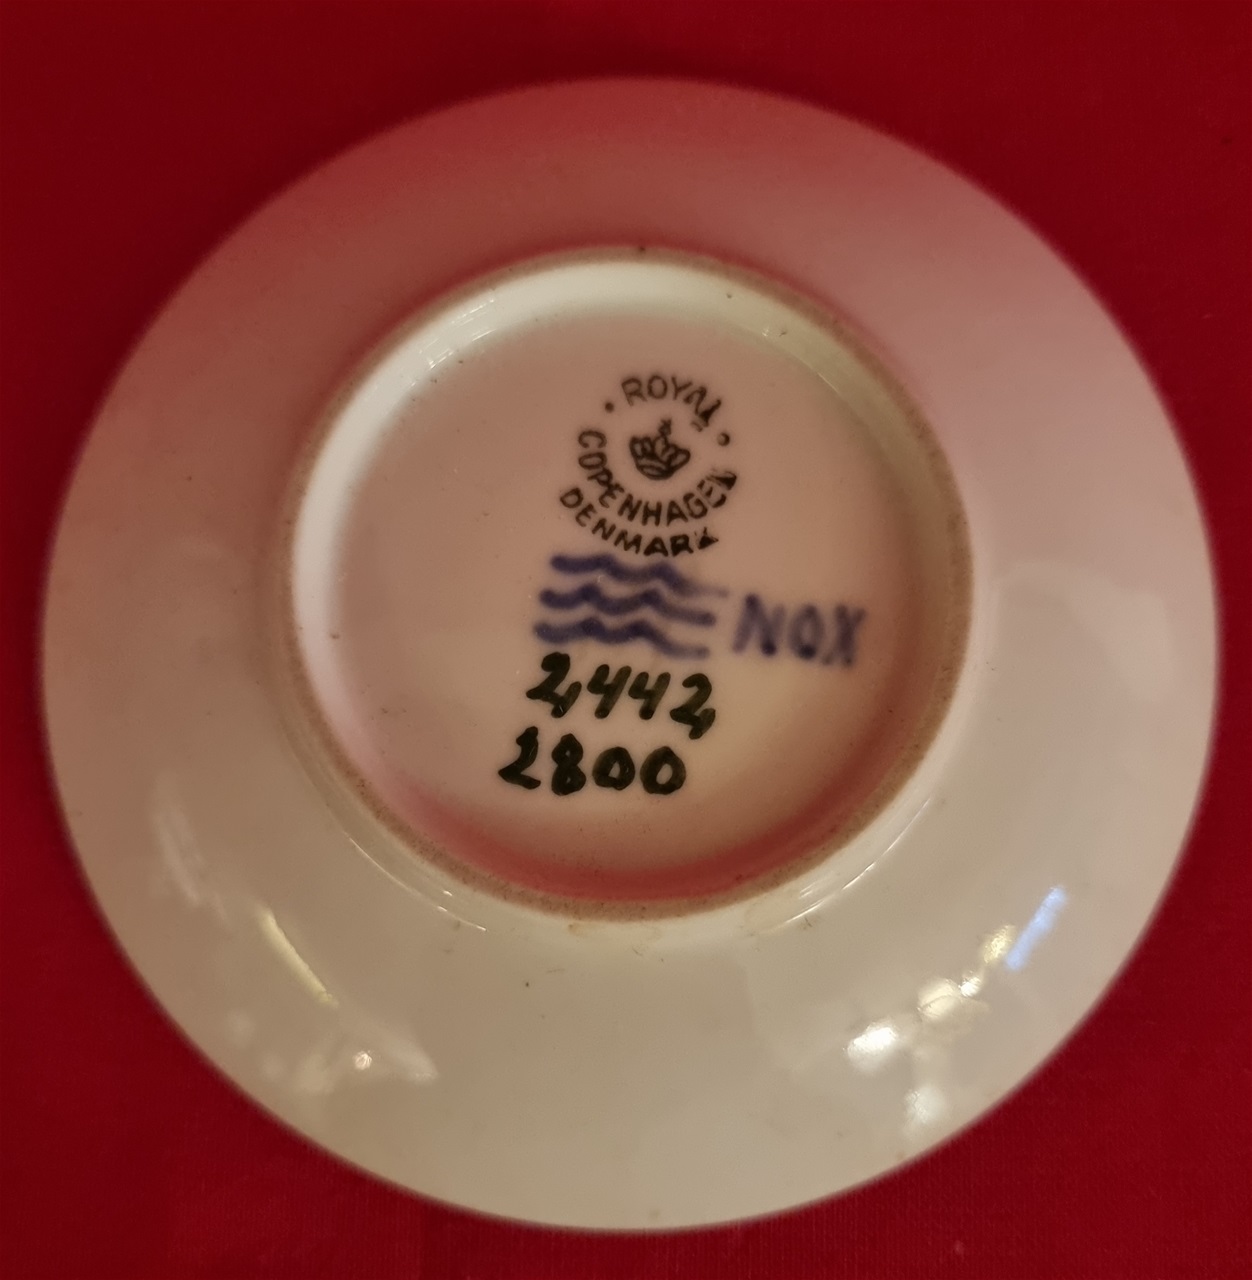 ROYAL
COPENHAGEN
DENMARK
NOX
2442
2800